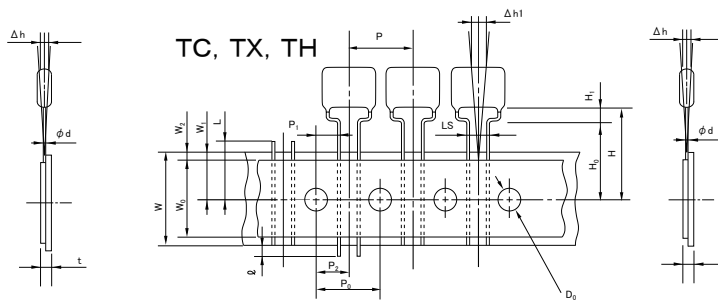 Δh
φd
t
TC, TX, TH
P
Δh1
W2
W1
L
P1
LS
H1
H0
H
W
W0
ℓ
P2
P0
D0
Δh
φd